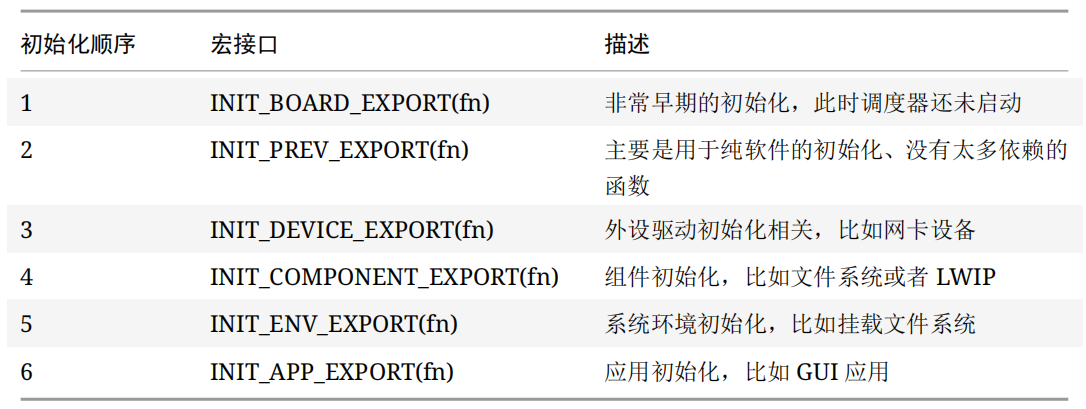 初始化顺序 宏接口 描述
1 INIT_BOARD_EXPORT(fn) 非常早期的初始化，此时调度器还未启动
2 INIT_PREV_EXPORT(fn) 主要是用于纯软件的初始化、没有太多依赖的
函数
3 INIT_DEVICE_EXPORT(fn) 外设驱动初始化相关，比如网卡设备
4 INIT_COMPONENT_EXPORT(fn) 组件初始化，比如文件系统或者 LWIP
5 INIT_ENV_EXPORT(fn) 系统环境初始化，比如挂载文件系统
6 INIT_APP_EXPORT(fn) 应用初始化，比如 GUI 应用